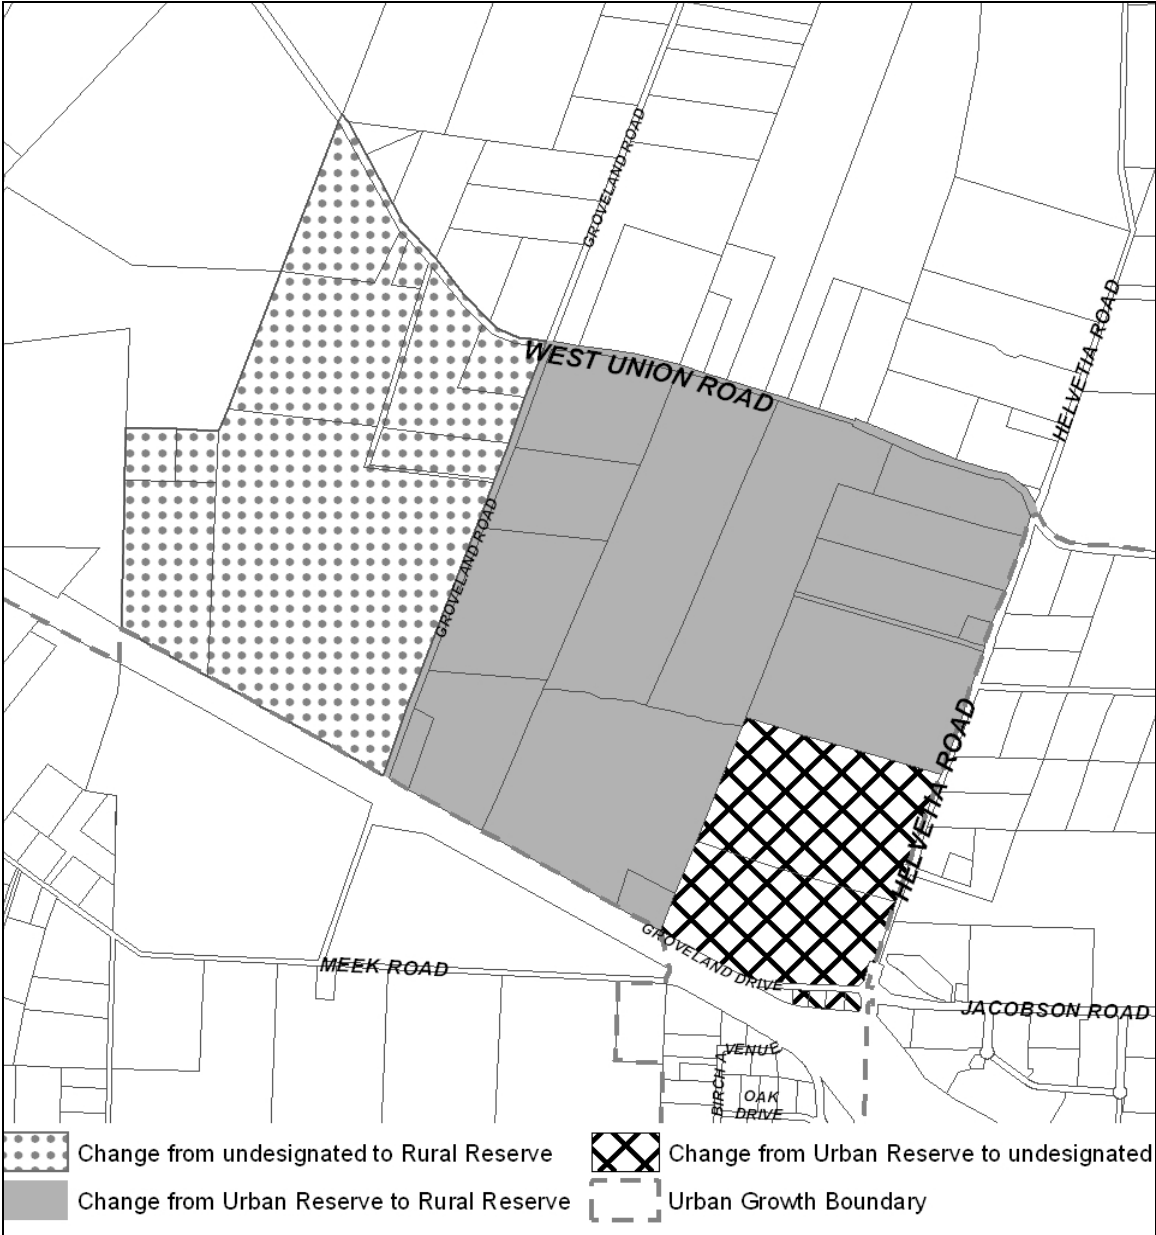 GROVELAND ROAD
HELVETIA ROAD
WEST UNION ROAD
GROVELAND ROAD
HELVETIA ROAD
GROVELAND DRIVE
MEEK ROAD
JACOBSON ROAD
BIRCH AVENUE
OAK
DRIVE
Change from undesignated to Rural Reserve
Change from Urban Reserve to undesignated
Change from Urban Reserve to Rural Reserve
Urban Growth Boundary